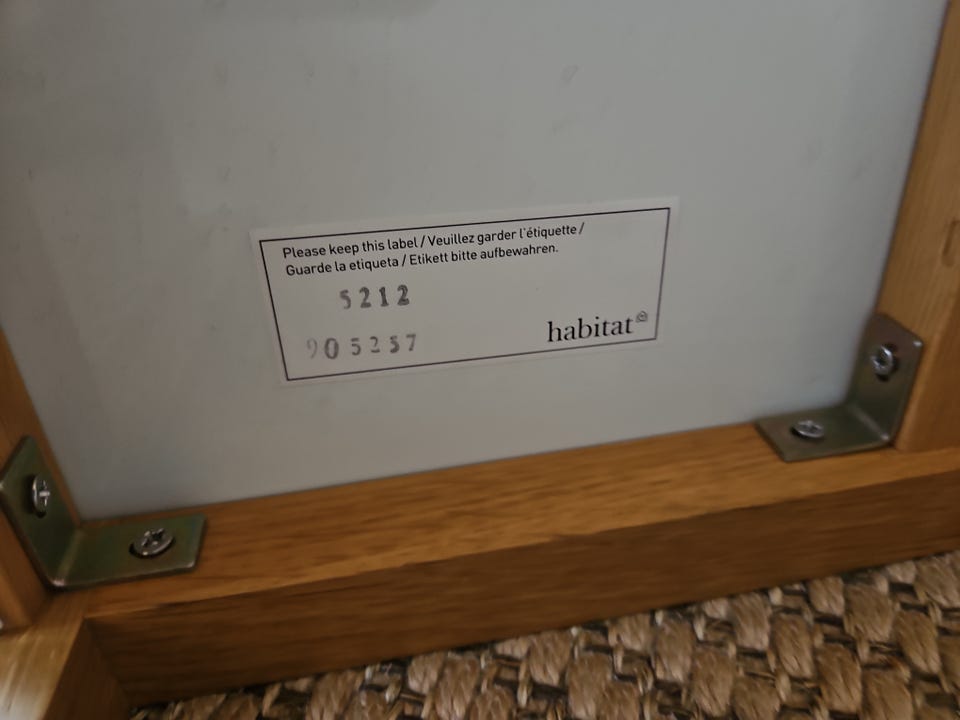 Please keep this label / Veuillez garder l'étiquette /
Guarde la etiqueta / Etikett bitte aufbewahren.
5212
905257
habitat